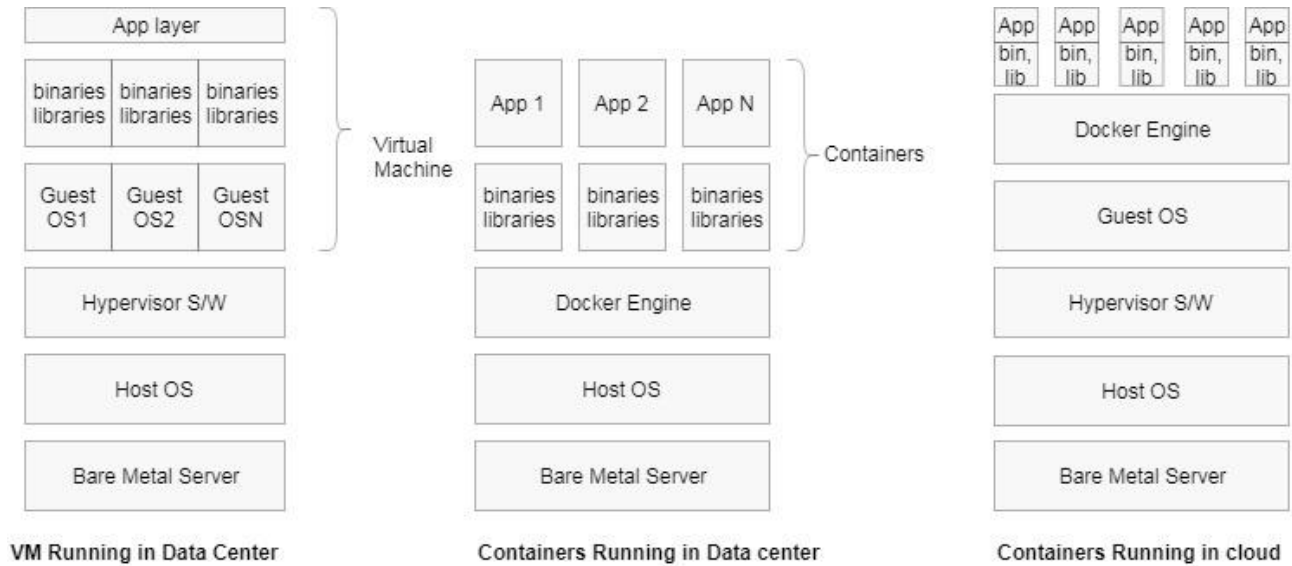 App layer
binaries binaries binaries
libraries libraries libraries
Guest Guest Guest
OS1 OS2 OSN
Hypervisor S/W
Host OS
Bare Metal Server
VM Running in Data Center
Virtual
Machine
App 1 App 2 App N
binaries binaries binaries
libraries libraries libraries
Docker Engine
Host OS
Bare Metal Server
Containers Running in Data center
Containers
App App App App App
bin, bin, bin, bin, bin,
lib lib lib lib lib
Docker Engine
Guest OS
Hypervisor S/W
Host OS
Bare Metal Server
Containers Running in cloud